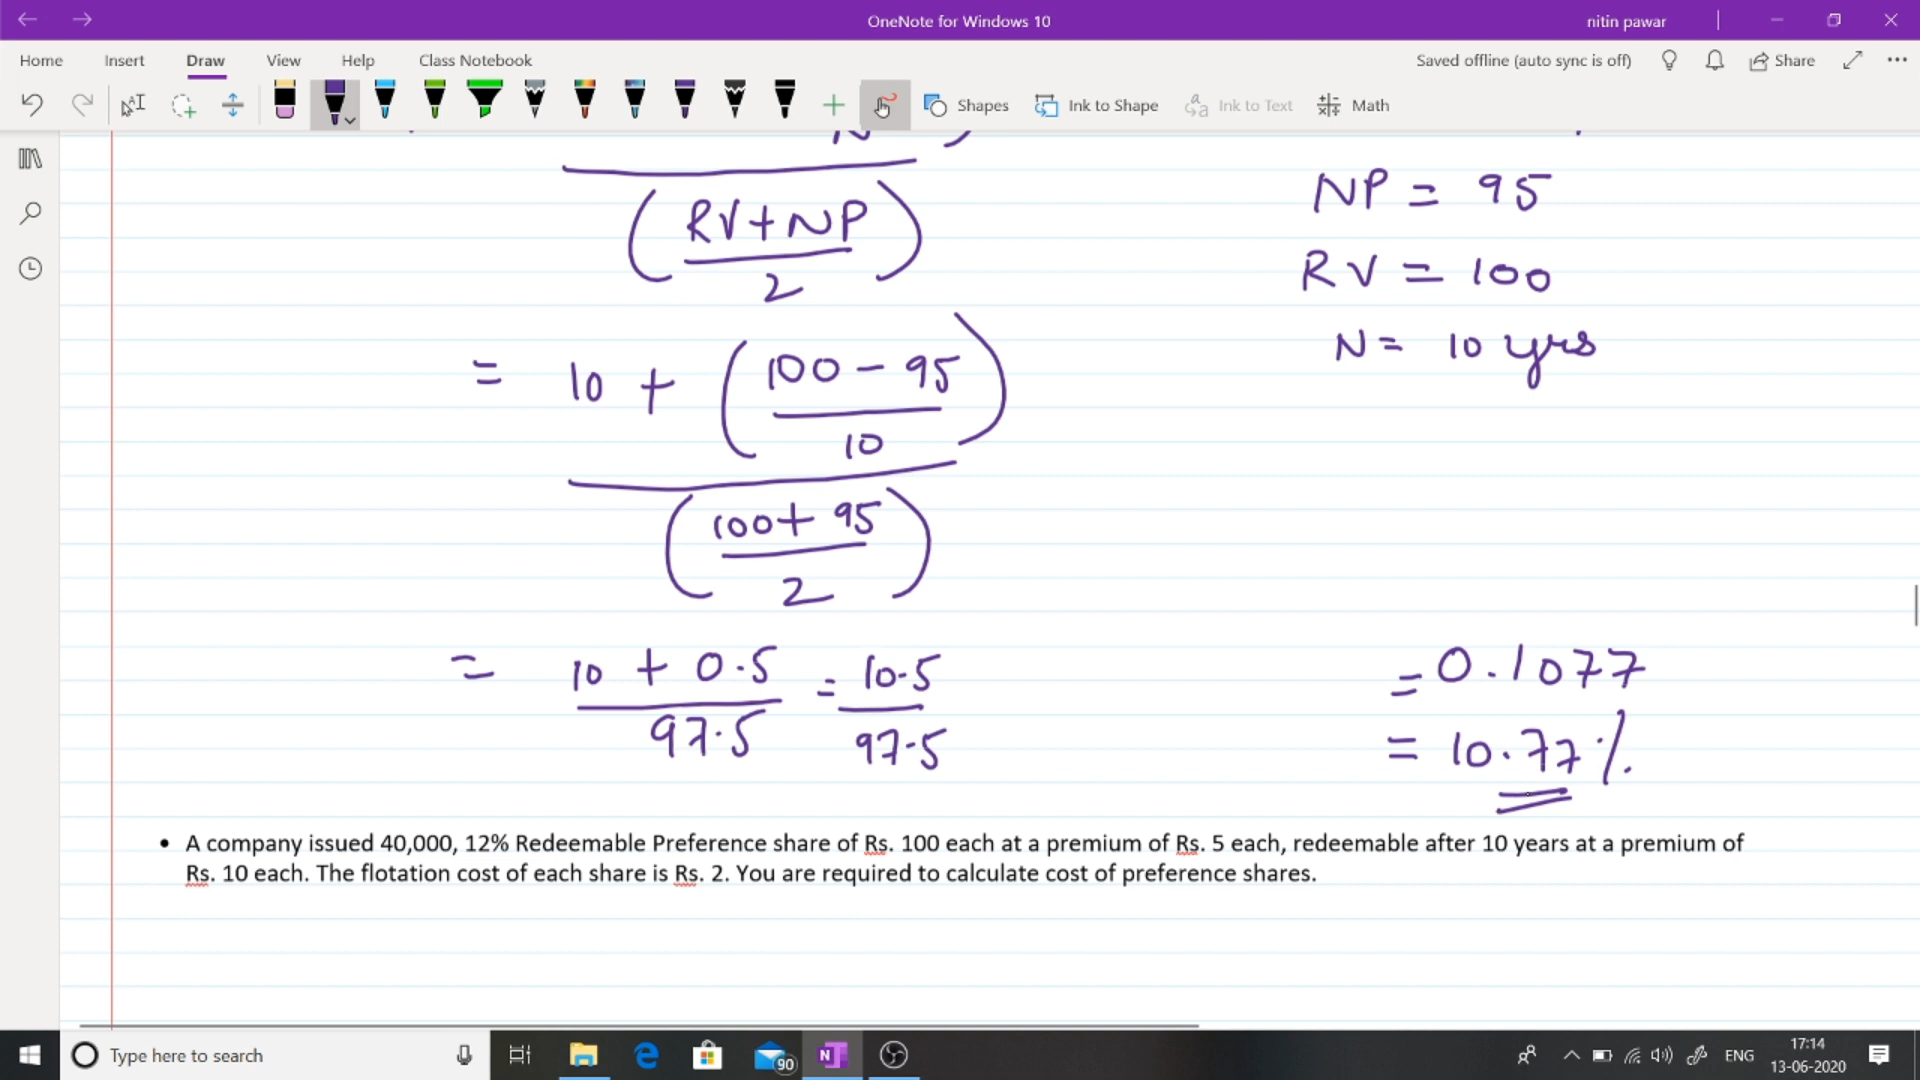 OneNote for Windows 10
nitin pawar
Home Insert Draw View Help Class Notebook
Saved offline (auto sync is off) Share
Shapes Ink to Shape Ink to Text Math
N
NP = 95
RV + NP
2
RV = 100
N = 10 yrs
= 10 + (100 - 95
10)
(100 + 95
2)
= 10 + 0.5 = 10.5
97.5 97.5
= 0.1077
= 10.77 %
• A company issued 40,000, 12% Redeemable Preference share of Rs. 100 each at a premium of Rs. 5 each, redeemable after 10 years at a premium of
Rs. 10 each. The flotation cost of each share is Rs. 2. You are required to calculate cost of preference shares.
Type here to search
90
ENG
17:14
13-06-2020